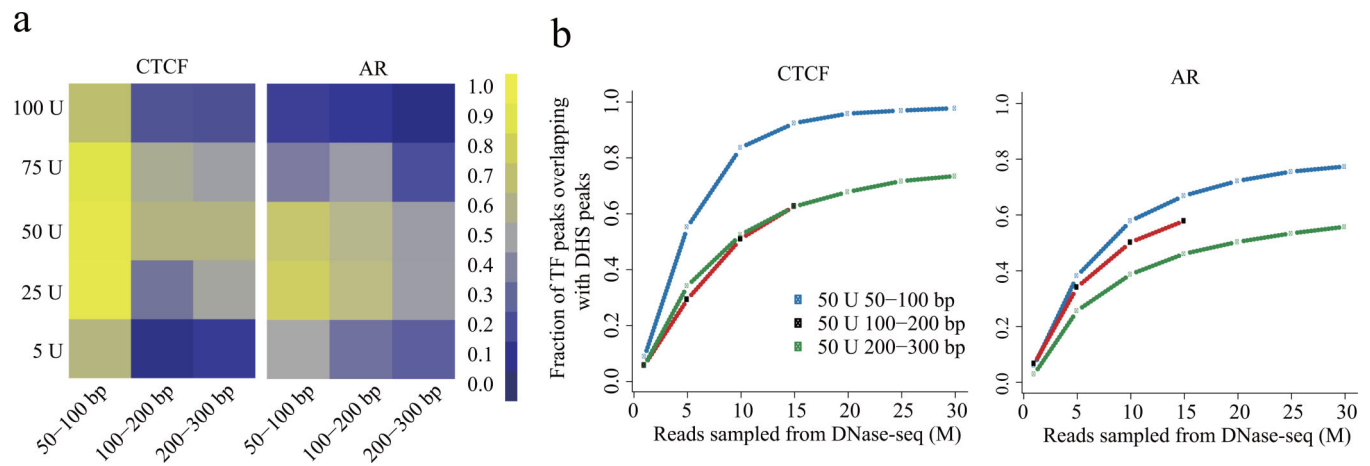 a
CTCF
AR
100 U
75 U
50 U
25 U
5 U
50−100 bp
100−200 bp
200−300 bp
50−100 bp
100−200 bp
200−300 bp
1.0
0.9
0.8
0.7
0.6
0.5
0.4
0.3
0.2
0.1
0.0
b
CTCF
Fraction of TF peaks overlapping
with DHS peaks
1.0
0.8
0.6
0.4
0.2
0.0
50 U 50−100 bp
50 U 100−200 bp
50 U 200−300 bp
0 5 10 15 20 25 30
Reads sampled from DNase-seq (M)
AR
1.0
0.8
0.6
0.4
0.2
0.0
0 5 10 15 20 25 30
Reads sampled from DNase-seq (M)